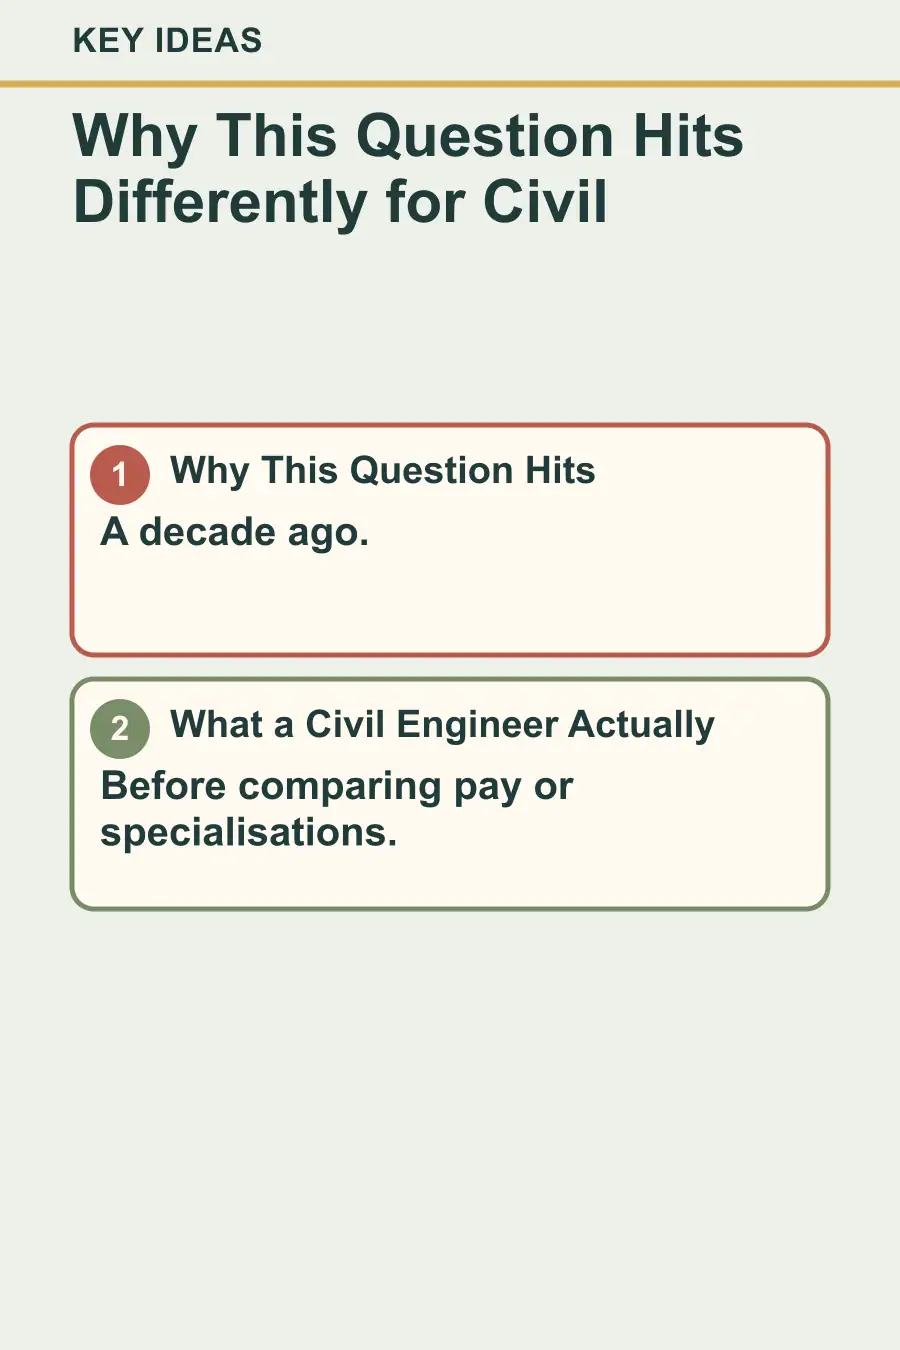 KEY IDEAS
Why This Question Hits
Differently for Civil
1
Why This Question Hits
A decade ago.
2
What a Civil Engineer Actually
Before comparing pay or
specialisations.